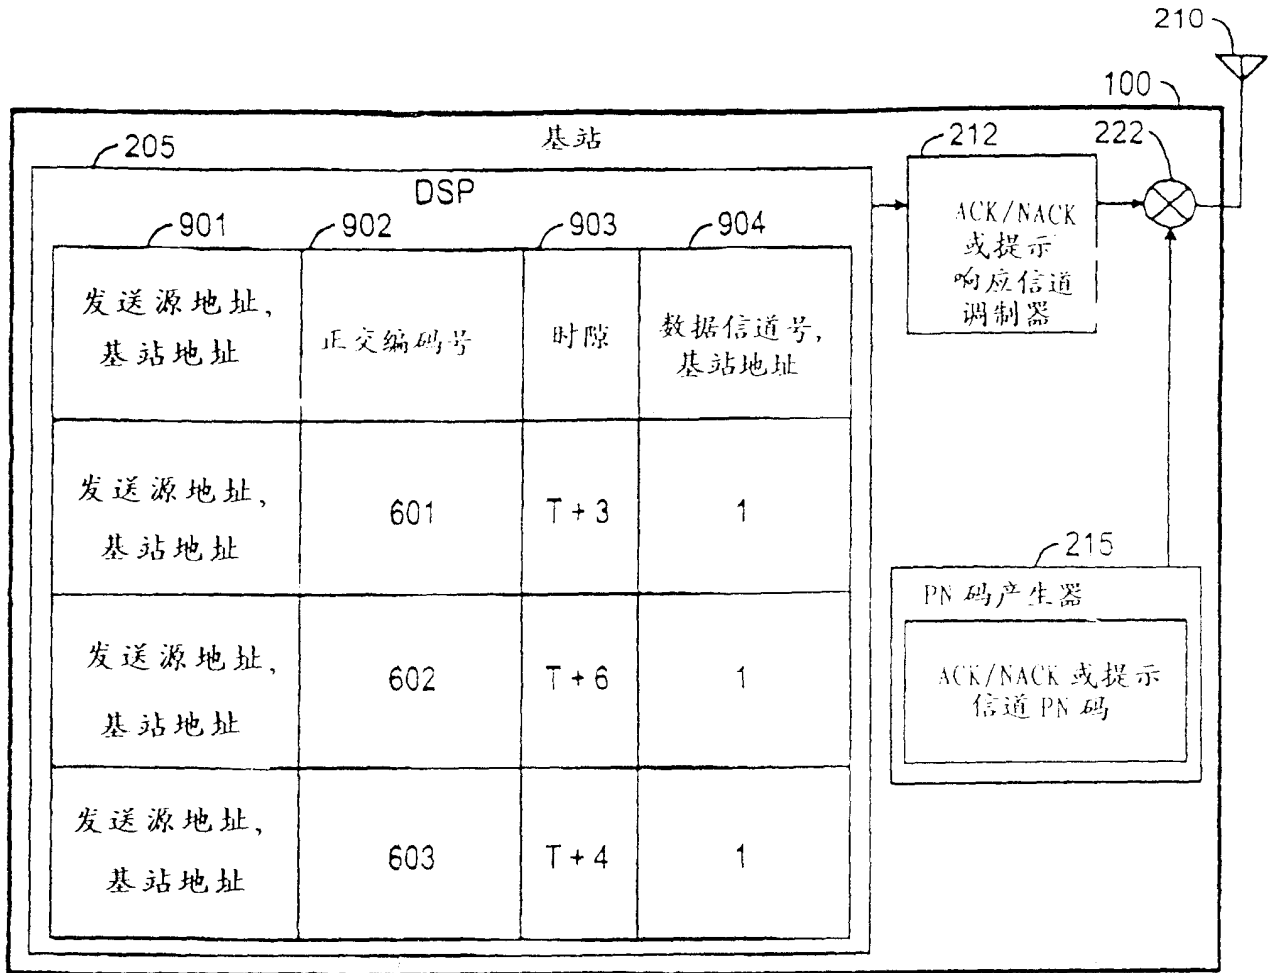 210
100
基站
205
212
222
DSP
901
902
903
904
发送源地址,
基站地址
正交编码号
时隙
数据信道号,
基站地址
ACK/NACK
或提示
响应信道
调制器
发送源地址,
基站地址
601
T + 3
1
215
PN 码产生器
ACK/NACK 或提示
信道 PN 码
发送源地址,
基站地址
602
T + 6
1
发送源地址,
基站地址
603
T + 4
1